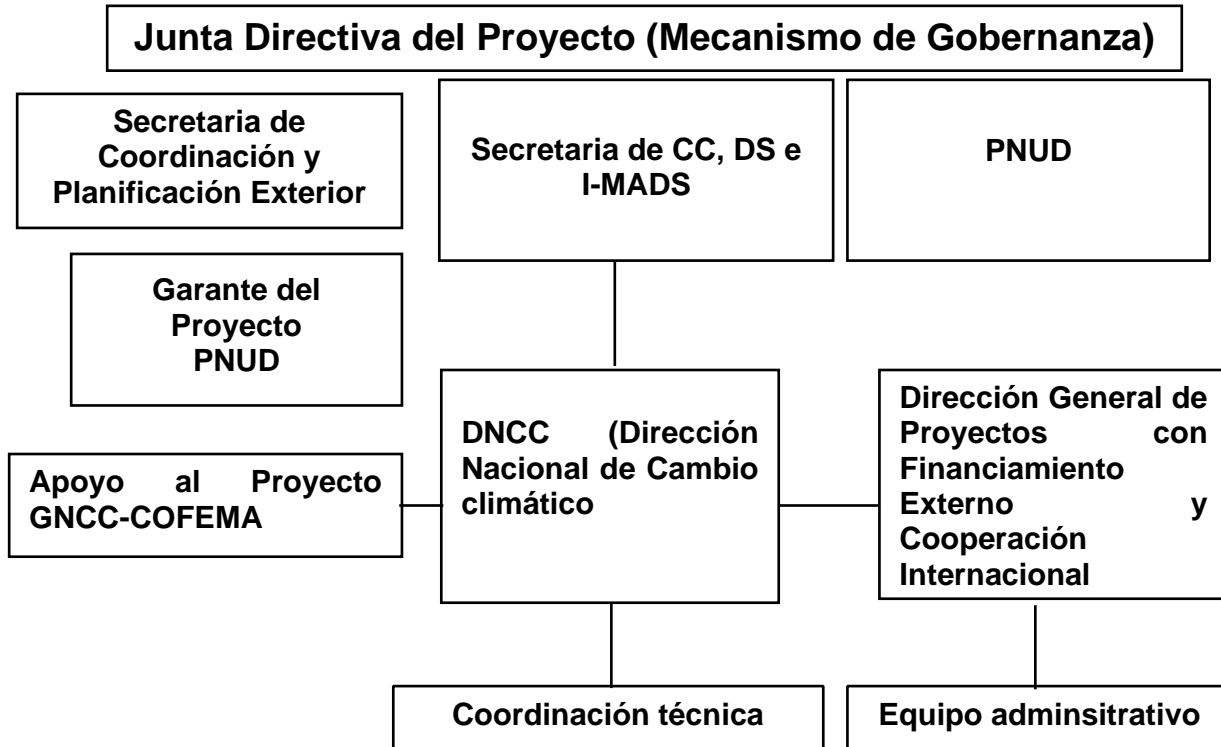 Junta Directiva del Proyecto (Mecanismo de Gobernanza)
Secretaria de
Coordinación y
Planificación Exterior
Secretaria de CC, DS e
I-MADS
PNUD
Garante del
Proyecto
PNUD
Apoyo al Proyecto
GNCC-COFEMA
DNCC (Dirección
Nacional de Cambio
climático
Dirección General de
Proyectos con
Financiamiento
Externo y
Cooperación
Internacional
Coordinación técnica
Equipo adminsitrativo